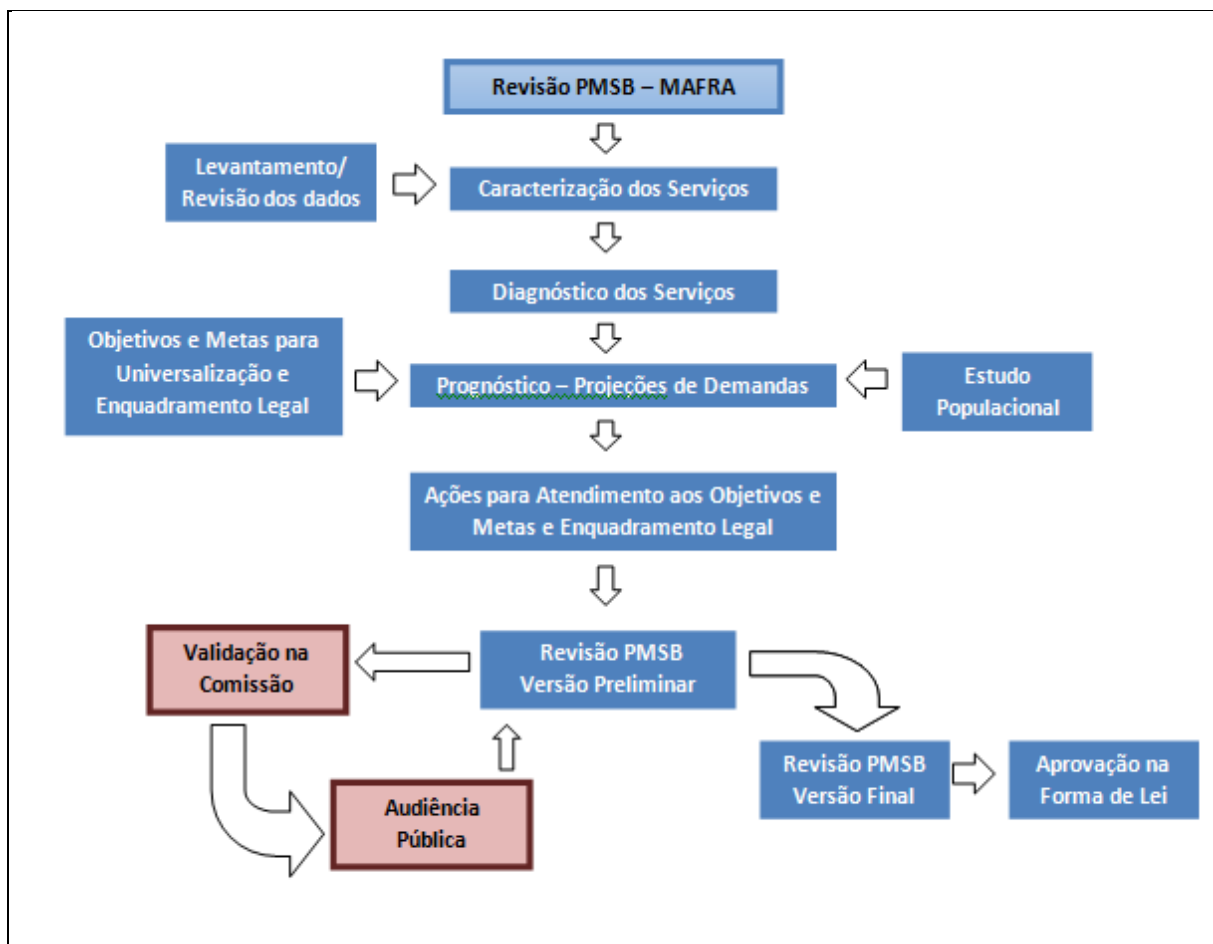 Revisão PMSB – MAFRA
Levantamento/
Revisão dos dados
Caracterização dos Serviços
Diagnóstico dos Serviços
Objetivos e Metas para
Universalização e
Enquadramento Legal
Prognóstico – Projeções de Demandas
Estudo
Populacional
Ações para Atendimento aos Objetivos e
Metas e Enquadramento Legal
Validação na
Comissão
Revisão PMSB
Versão Preliminar
Audiência
Pública
Revisão PMSB
Versão Final
Aprovação na
Forma de Lei